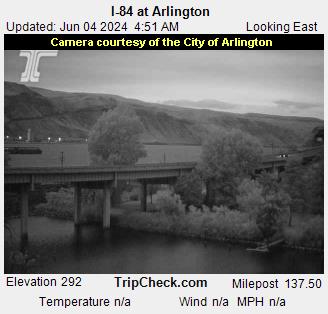 I-84 at Arlington
Updated: Jun 04 2024 4:51 AM Looking East
Camera courtesy of the City of Arlington
Elevation 292 TripCheck.com Milepost 137.50
Temperature n/a Wind n/a MPH n/a